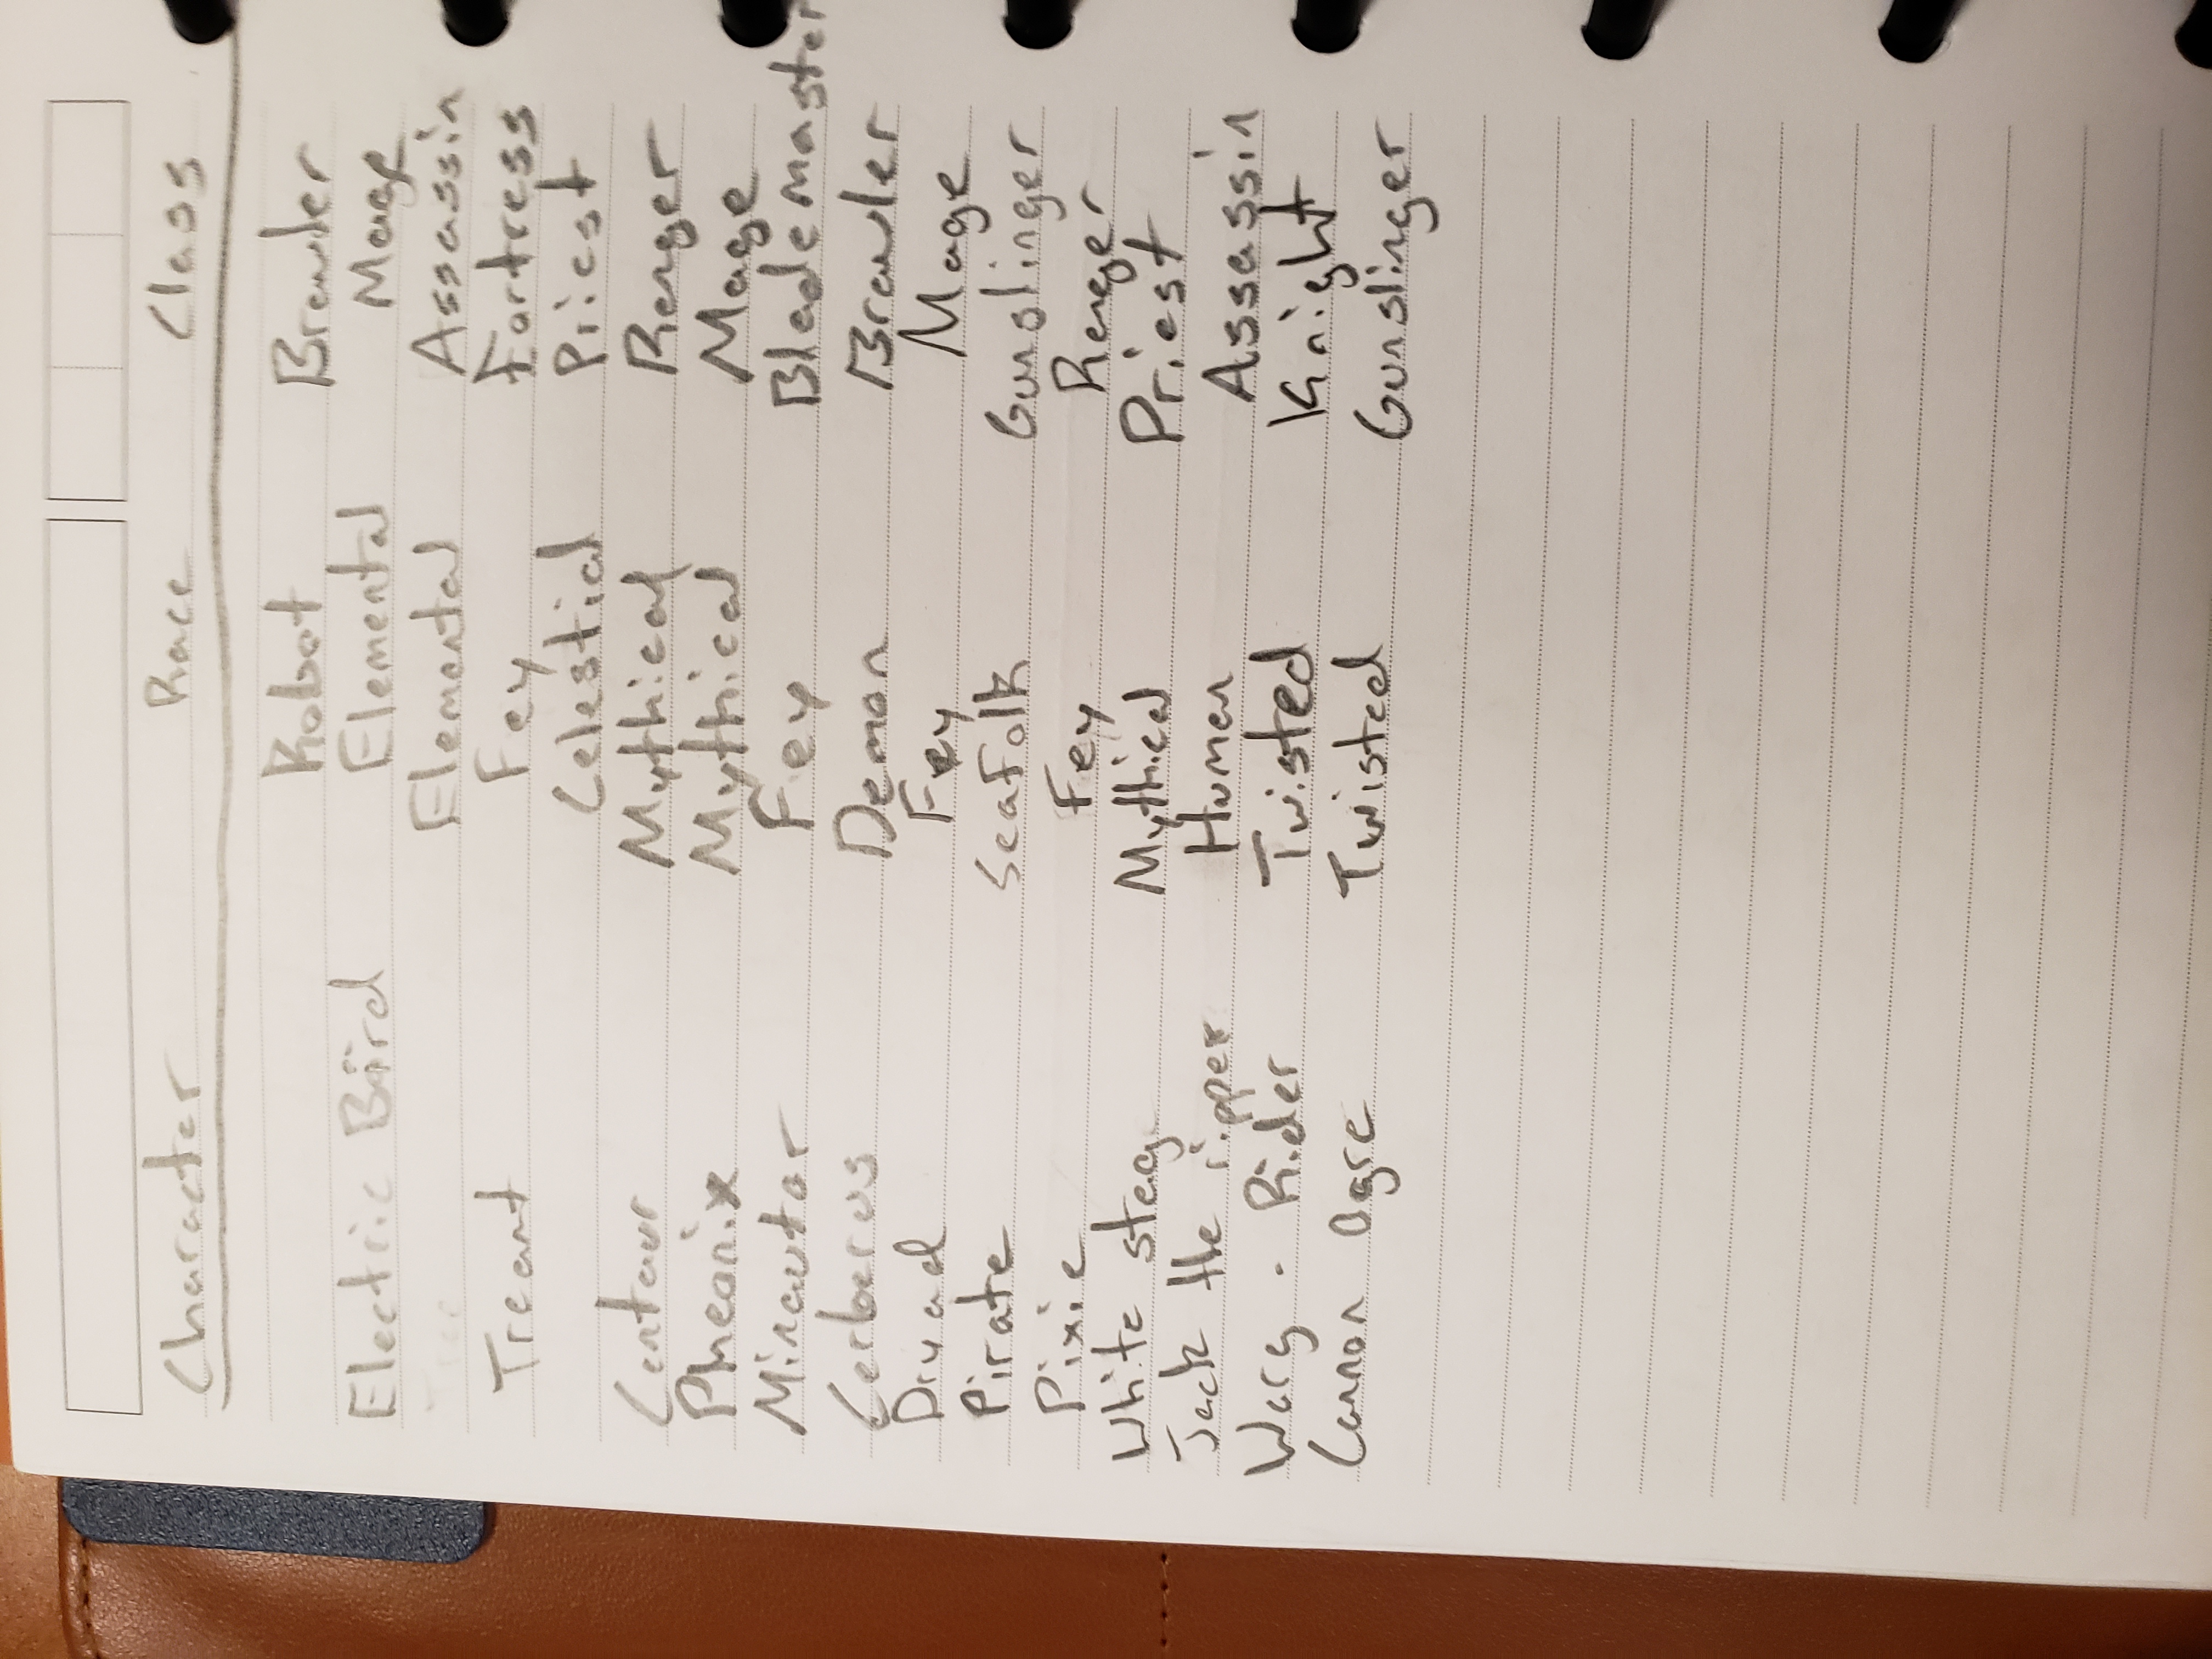 Character Race Class
Robot Brawler
Electric Börd Elemental Mage
Elemental Assassin
Treant Fey Fortress
Celestial Priest
Centaur Mythical Ranger
Pheonix Mythical Mage
Minautor Fey Blademaster
Cerberus Demon Brawler
Dryad Fey Mage
Pirate SeaFolk Gunslinger
Pixie Fey Ranger
White stag Mythical Priest
Jack the ripper Human Assassin
Warg - Rider Twisted Knight
Cannon Ogre Twisted Gunslinger